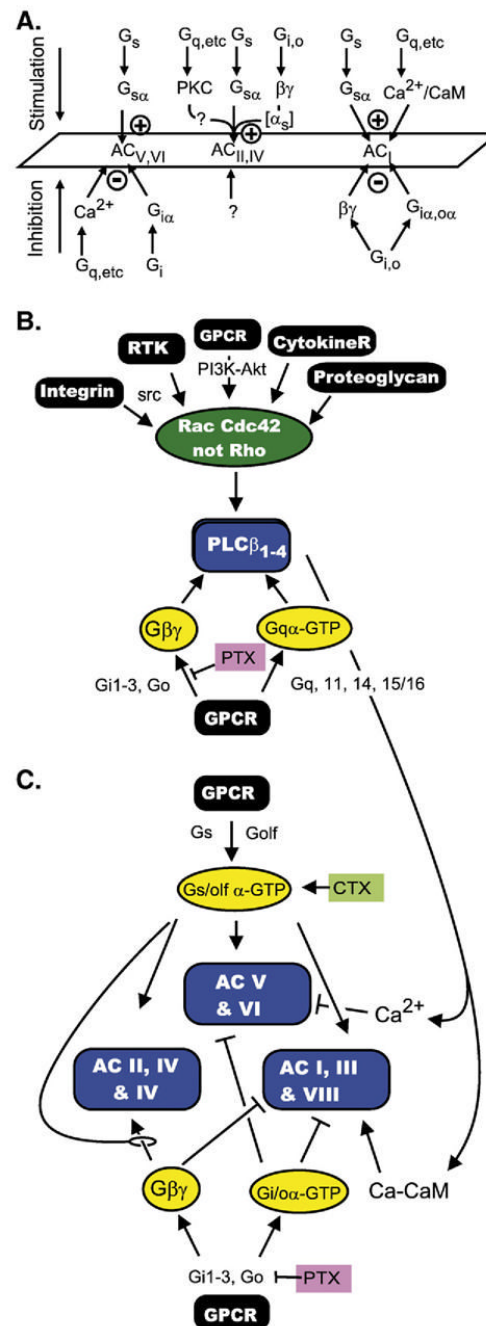 A.
Stimulation
Gs Gq,etc Gs Gi,o Gs Gq,etc
Gsα PKC Gsα βγ Gsα Ca2+/CaM
? [αs]
+ + +
ACV,VI ACII,IV ACI
− −
Inhibition
Ca2+ Giα ? βγ Giα,oα
Gq,etc Gi Gi,o
B.
GPCR
RTK CytokineR
PI3K-Akt
Integrin src Proteoglycan
Rac Cdc42
not Rho
PLCβ1-4
Gβγ Gqα-GTP
PTX
Gi1-3, Go Gq, 11, 14, 15/16
GPCR
C.
GPCR
Gs Golf
Gs/olf α-GTP CTX
AC V
& VI
Ca2+
AC II, IV
& IV
AC I, III
& VIII
Gβγ Gi/oα-GTP Ca-CaM
Gi1-3, Go PTX
GPCR